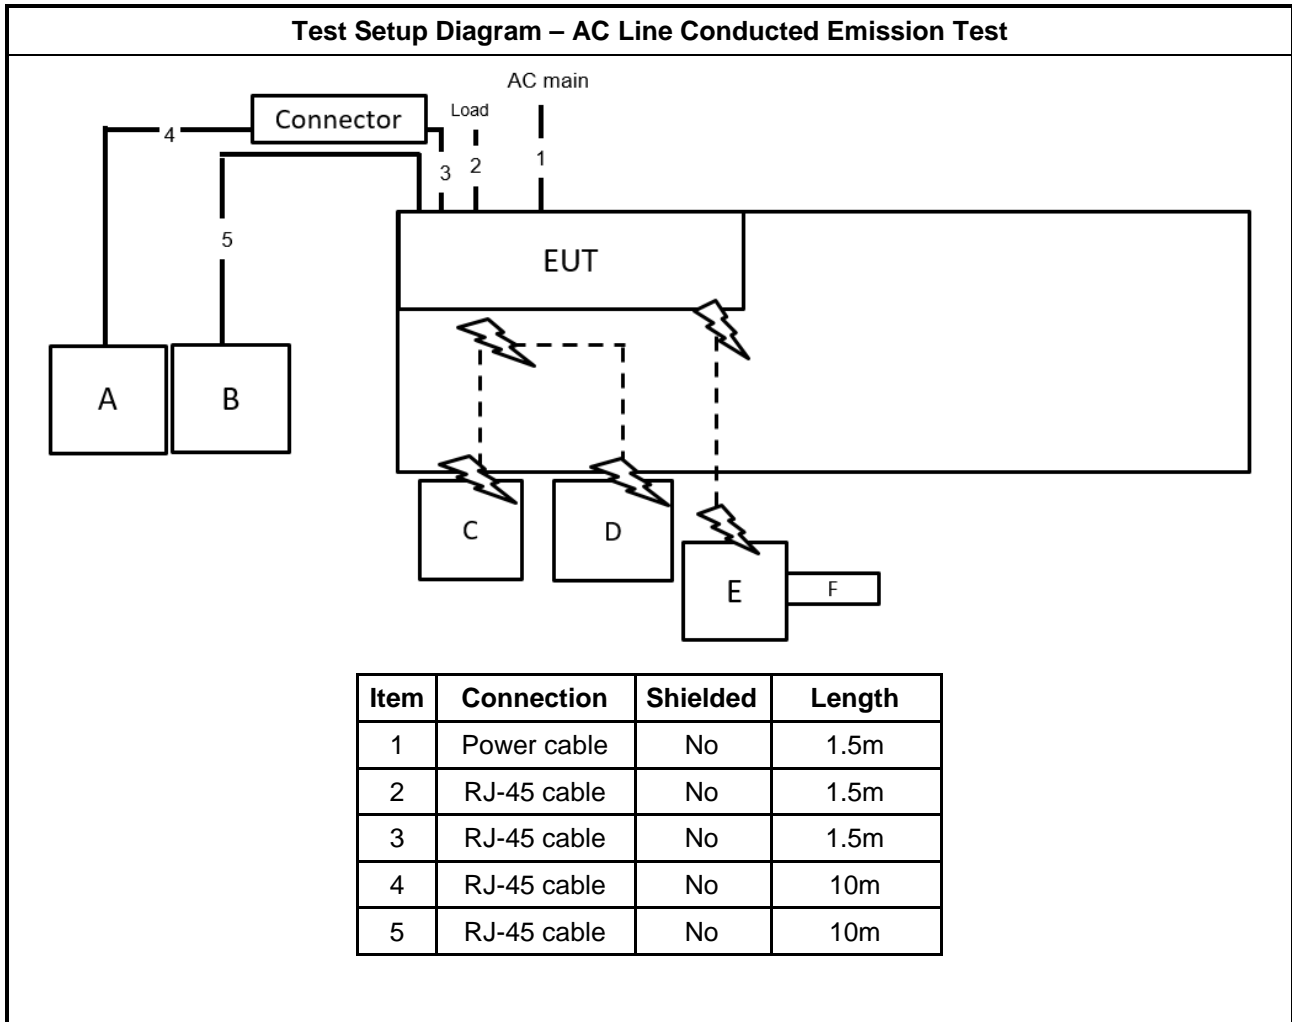 Test Setup Diagram – AC Line Conducted Emission Test
AC main
Load
Connector
4
3
2
1
5
EUT
A
B
C
D
E
F
Item Connection Shielded Length
1 Power cable No 1.5m
2 RJ-45 cable No 1.5m
3 RJ-45 cable No 1.5m
4 RJ-45 cable No 10m
5 RJ-45 cable No 10m